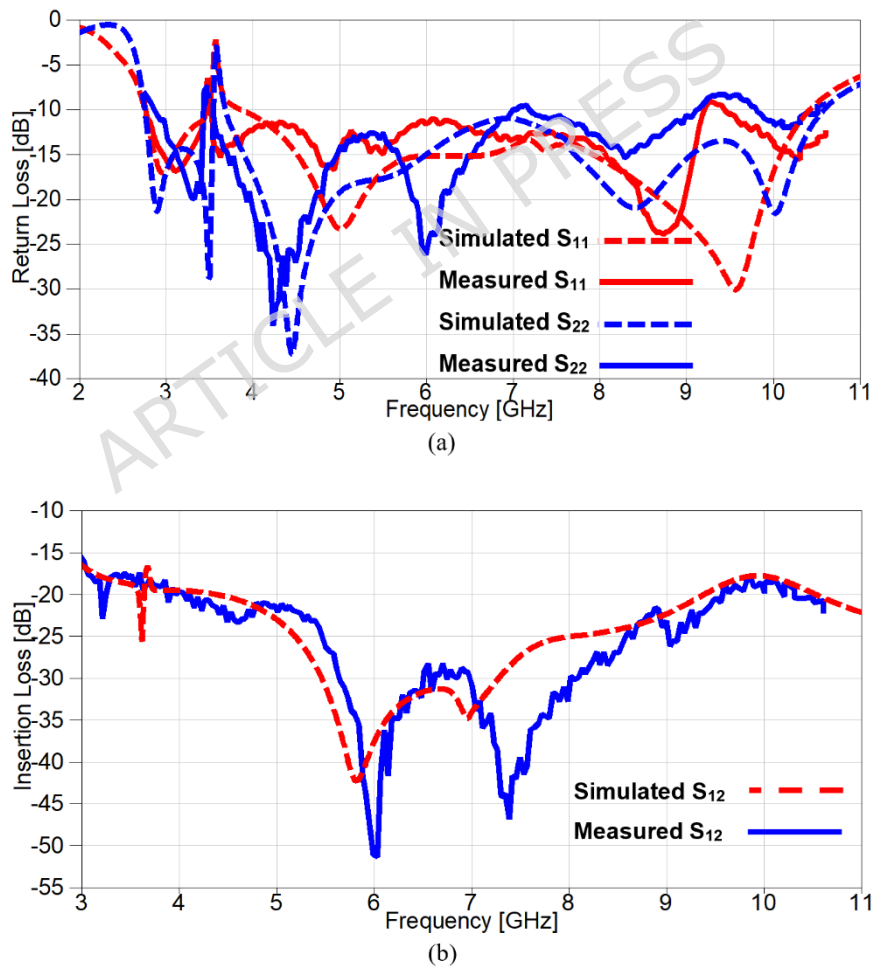 0
-5
-10
-15
-20
-25
-30
-35
-40
Return Loss [dB]
Simulated S11
Measured S11
Simulated S22
Measured S22
2 3 4 5 6 7 8 9 10 11
Frequency [GHz]
(a)
ARTICLE IN PRESS
-10
-15
-20
-25
-30
-35
-40
-45
-50
-55
Insertion Loss [dB]
Simulated S12
Measured S12
3 4 5 6 7 8 9 10 11
Frequency [GHz]
(b)